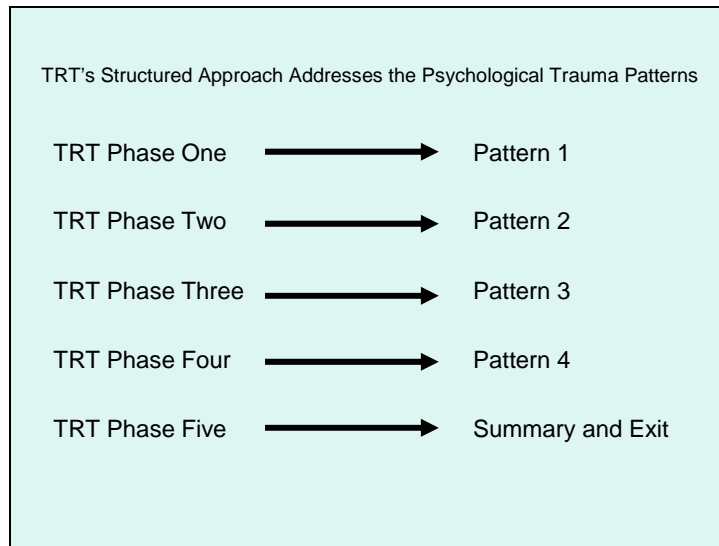 TRT's Structured Approach Addresses the Psychological Trauma Patterns
TRT Phase One Pattern 1
TRT Phase Two Pattern 2
TRT Phase Three Pattern 3
TRT Phase Four Pattern 4
TRT Phase Five Summary and Exit